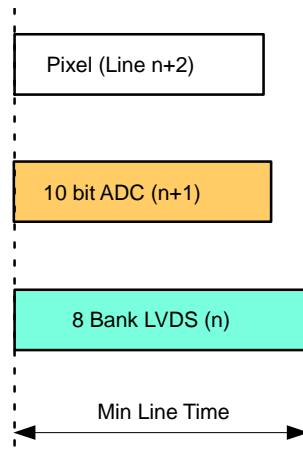 Pixel (Line n+2)
10 bit ADC (n+1)
8 Bank LVDS (n)
Min Line Time